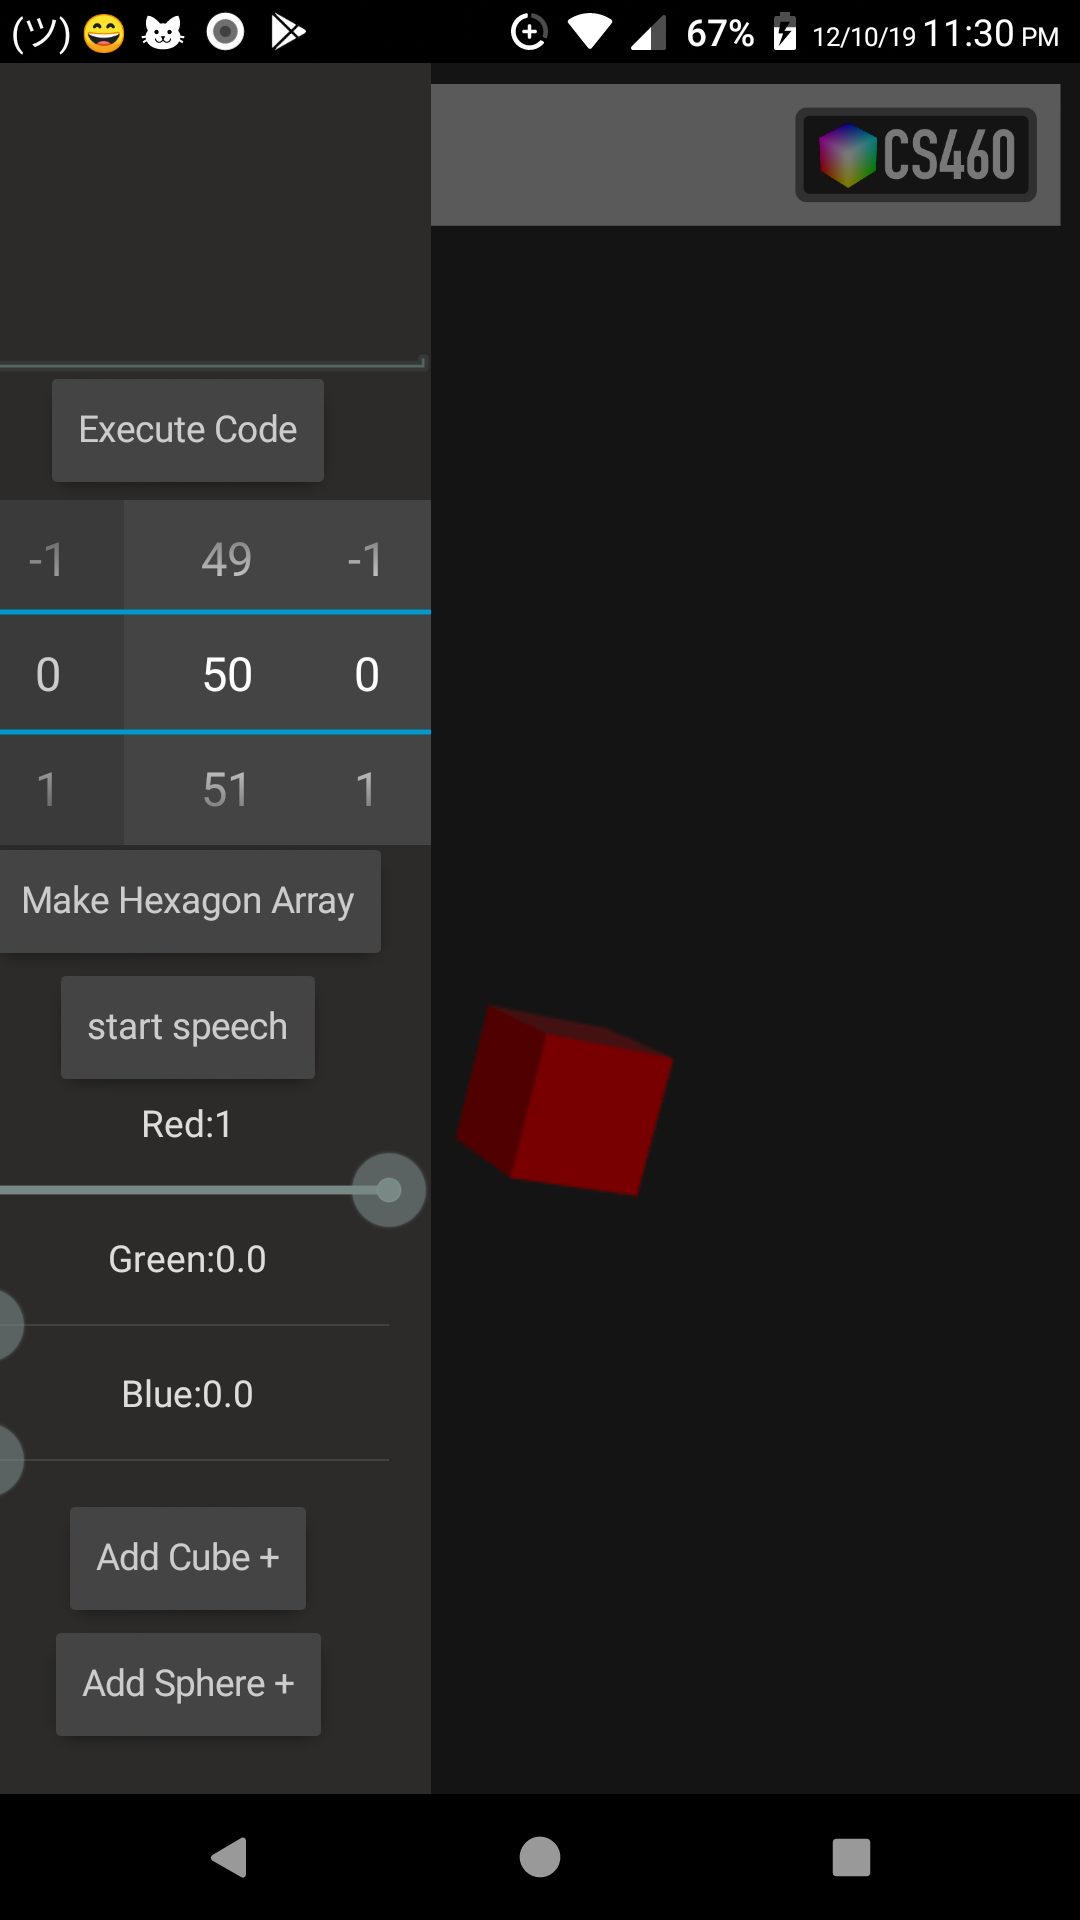 (ツ) 67% 12/10/19 11:30 PM
CS460
Execute Code
-1 49 -1
0 50 0
1 51 1
Make Hexagon Array
start speech
Red:1
Green:0.0
Blue:0.0
Add Cube +
Add Sphere +